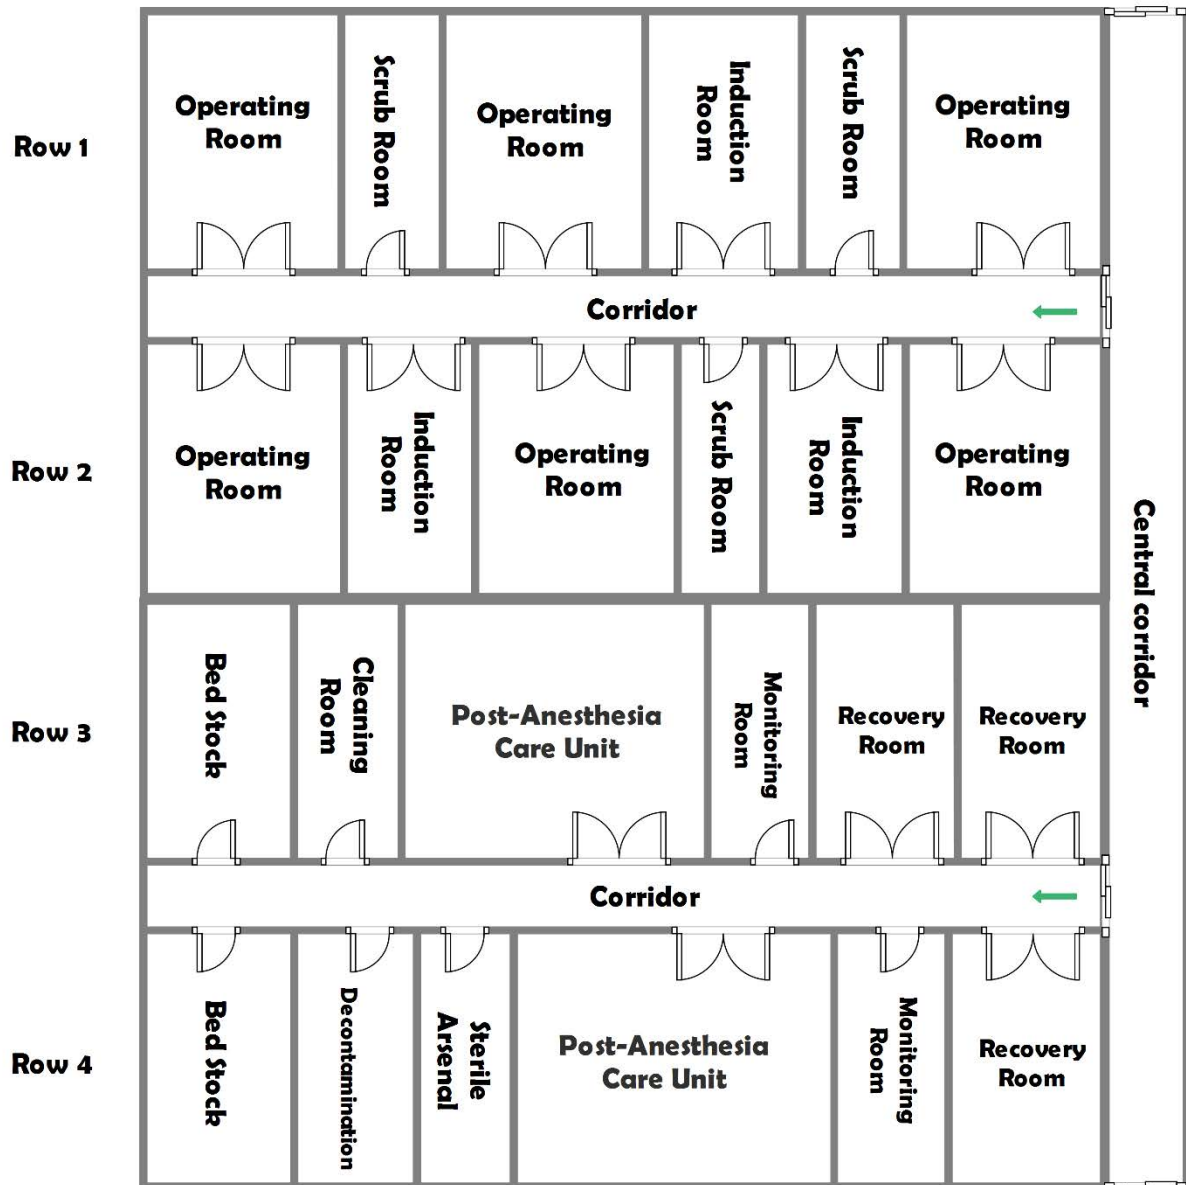 Row 1
Operating
Room
Scrub Room
Operating
Room
Induction
Room
Scrub Room
Operating
Room
Corridor
Row 2
Operating
Room
Induction
Room
Operating
Room
Scrub Room
Induction
Room
Operating
Room
Central corridor
Row 3
Bed Stock
Cleaning
Room
Post-Anesthesia
Care Unit
Monitoring
Room
Recovery
Room
Recovery
Room
Corridor
Row 4
Bed Stock
Decontamination
Sterile
Arsenal
Post-Anesthesia
Care Unit
Monitoring
Room
Recovery
Room